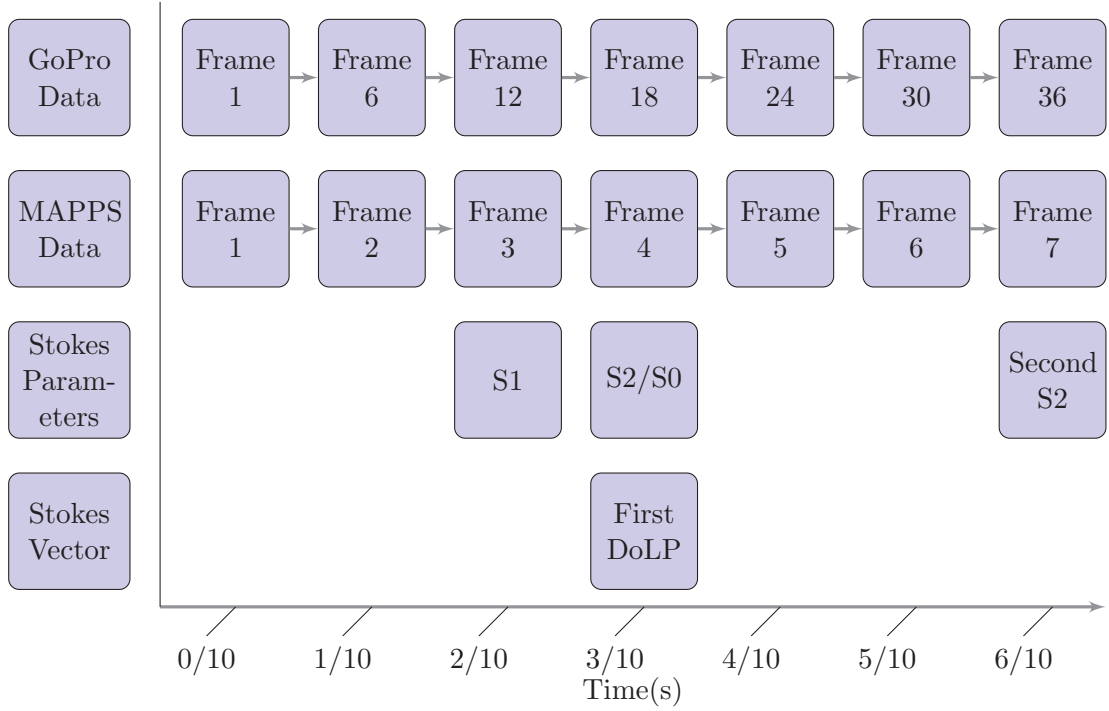 GoPro
Data
Frame
1
Frame
6
Frame
12
Frame
18
Frame
24
Frame
30
Frame
36
MAPPS
Data
Frame
1
Frame
2
Frame
3
Frame
4
Frame
5
Frame
6
Frame
7
Stokes
Param-
eters
S1
S2/S0
Second
S2
Stokes
Vector
First
DoLP
0/10
1/10
2/10
3/10
4/10
5/10
6/10
Time(s)